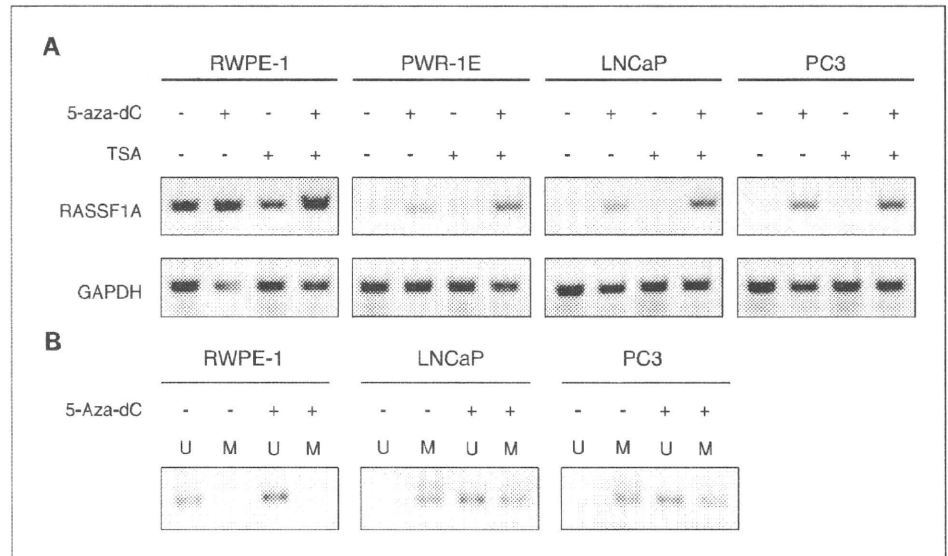 A
RWPE-1 PWR-1E LNCaP PC3
5-aza-dC - + - + - + - + - + - + - + - +
TSA - - + + - - + + - - + + - - + +
RASSF1A
GAPDH
B
RWPE-1 LNCaP PC3
5-Aza-dC - - + + - - + + - - + +
U M U M U M U M U M U M